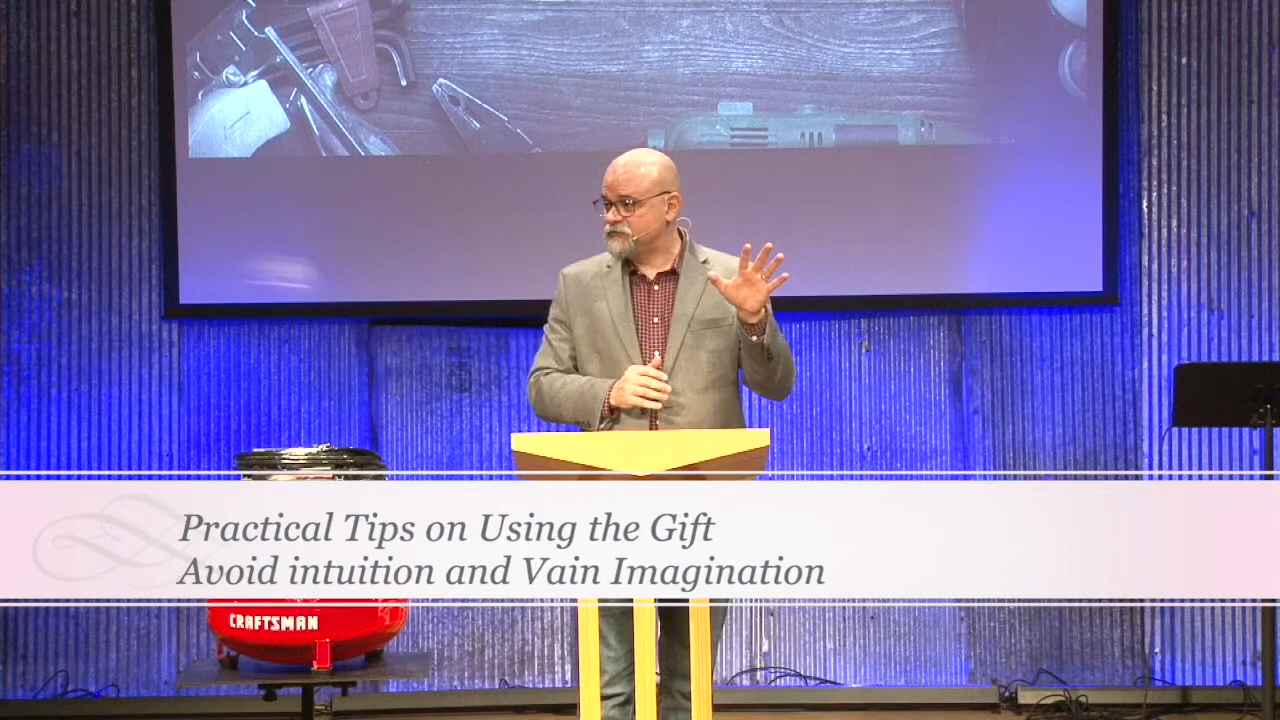 Practical Tips on Using the Gift
Avoid intuition and Vain Imagination
CRAFTSMAN